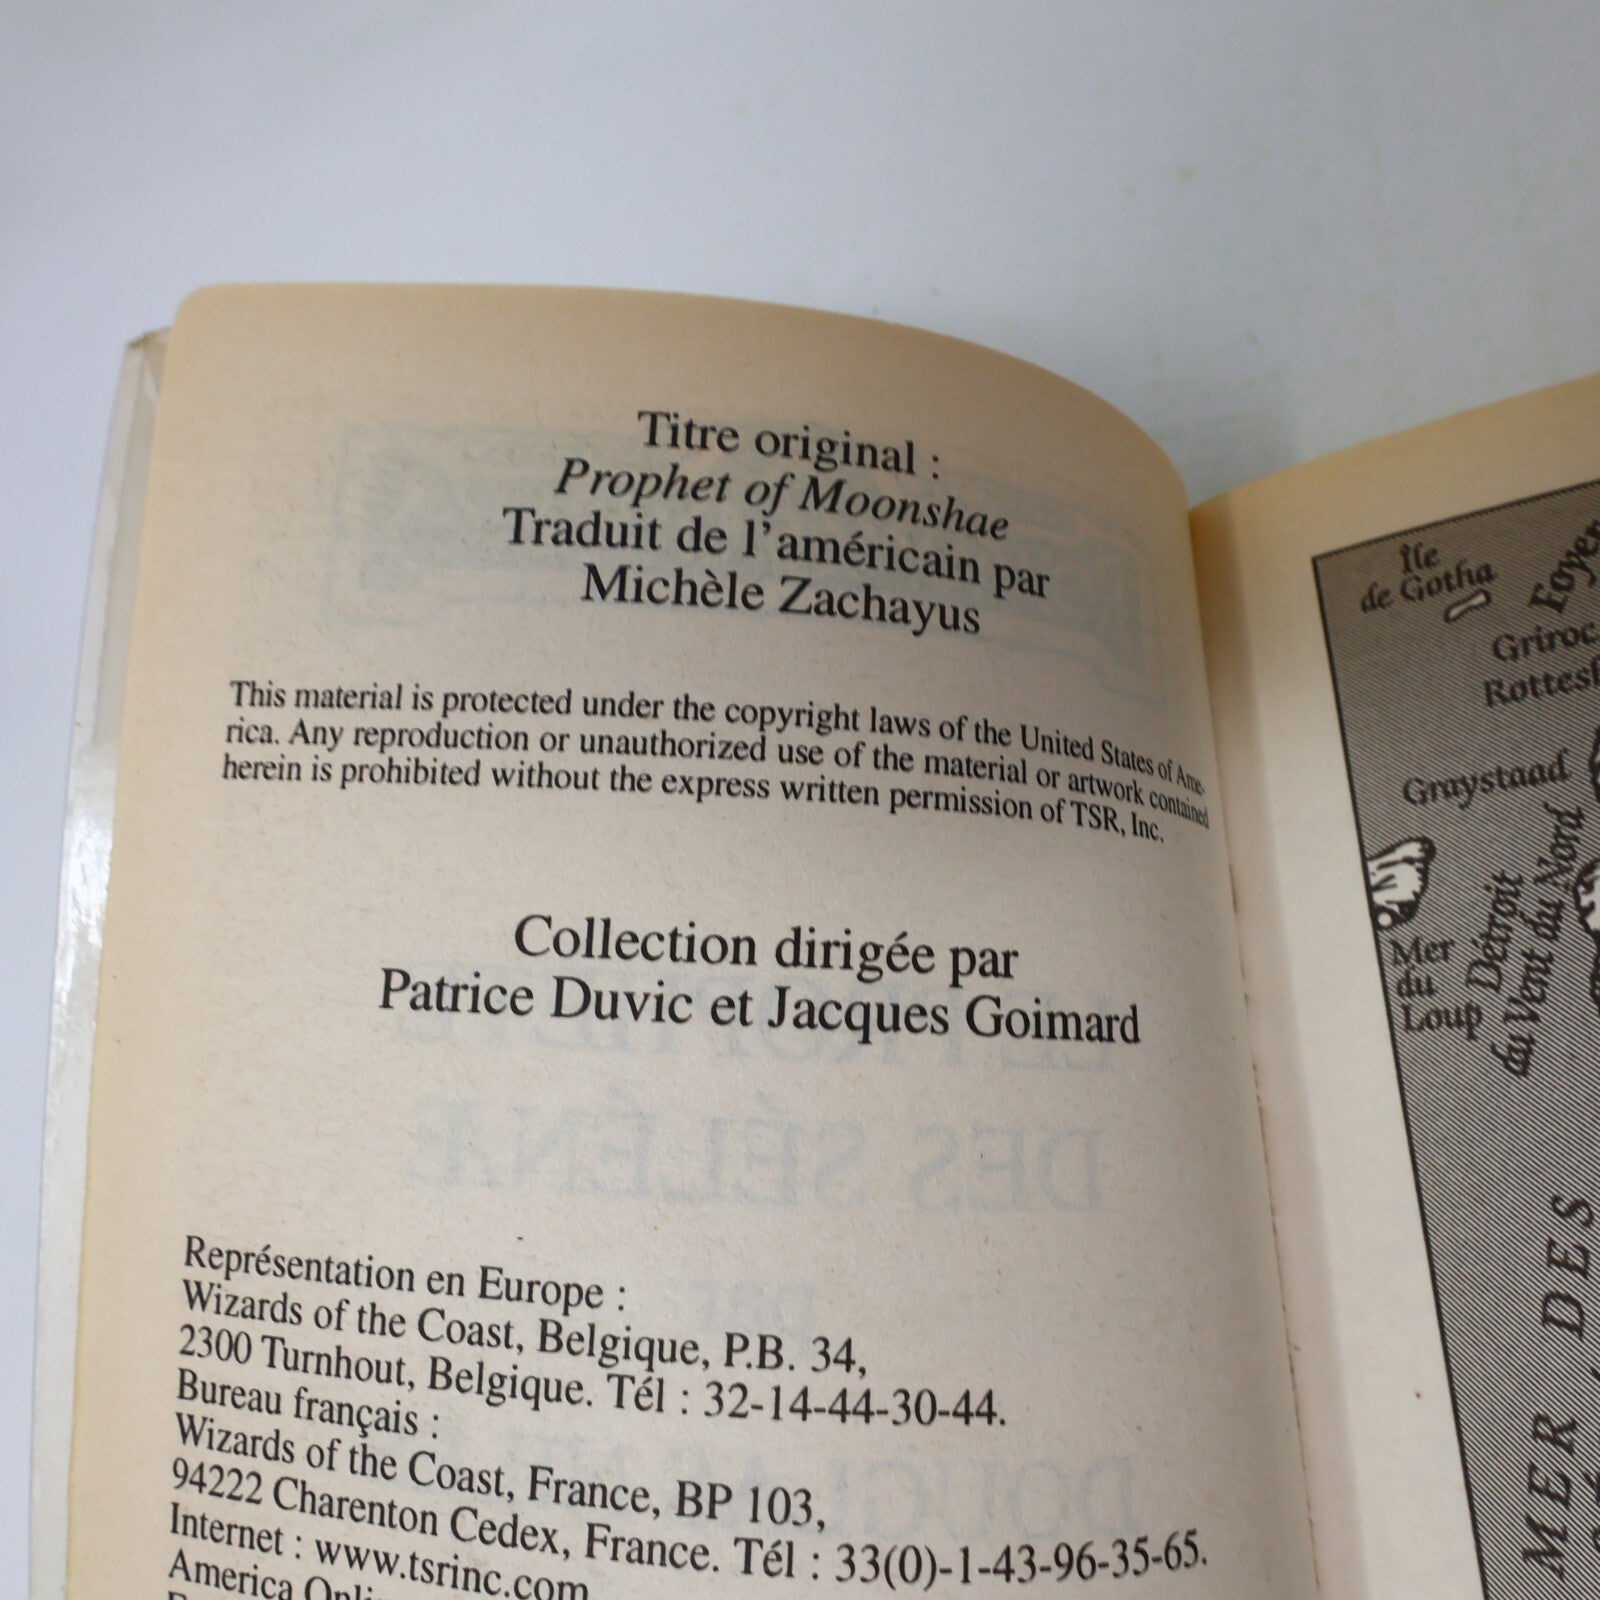 Titre original :
Prophet of Moonshae
Traduit de l'américain par
Michèle Zachayus
This material is protected under the copyright laws of the United States of Ame-
rica. Any reproduction or unauthorized use of the material or artwork contained
herein is prohibited without the express written permission of TSR, Inc.
Collection dirigée par
Patrice Duvic et Jacques Goimard
Représentation en Europe :
Wizards of the Coast, Belgique, P.B. 34,
2300 Turnhout, Belgique. Tél : 32-14-44-30-44.
Bureau français :
Wizards of the Coast, France, BP 103,
94222 Charenton Cedex, France. Tél : 33(0)-1-43-96-35-65.
Internet : www.tsrinc.com
America
Île
de Gotha
Graystaad
Mer
du
Loup
Détroit
du Vent du Nord
MER DES